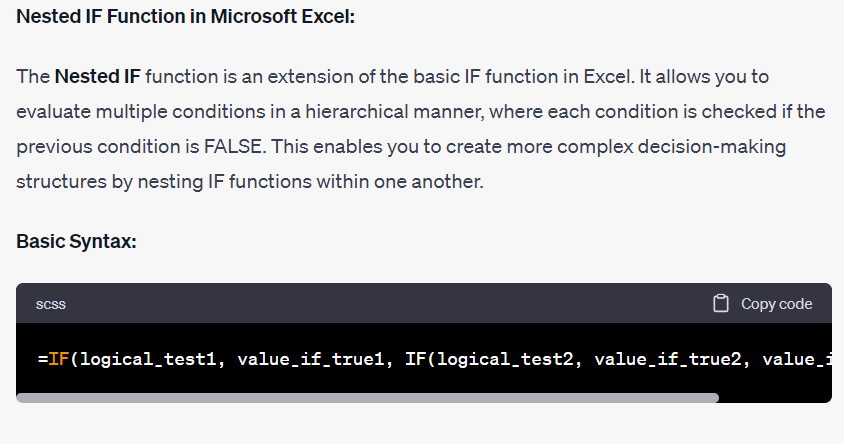 Nested IF Function in Microsoft Excel:
The Nested IF function is an extension of the basic IF function in Excel. It allows you to
evaluate multiple conditions in a hierarchical manner, where each condition is checked if the
previous condition is FALSE. This enables you to create more complex decision-making
structures by nesting IF functions within one another.
Basic Syntax:
scss Copy code
=IF(logical_test1, value_if_true1, IF(logical_test2, value_if_true2,